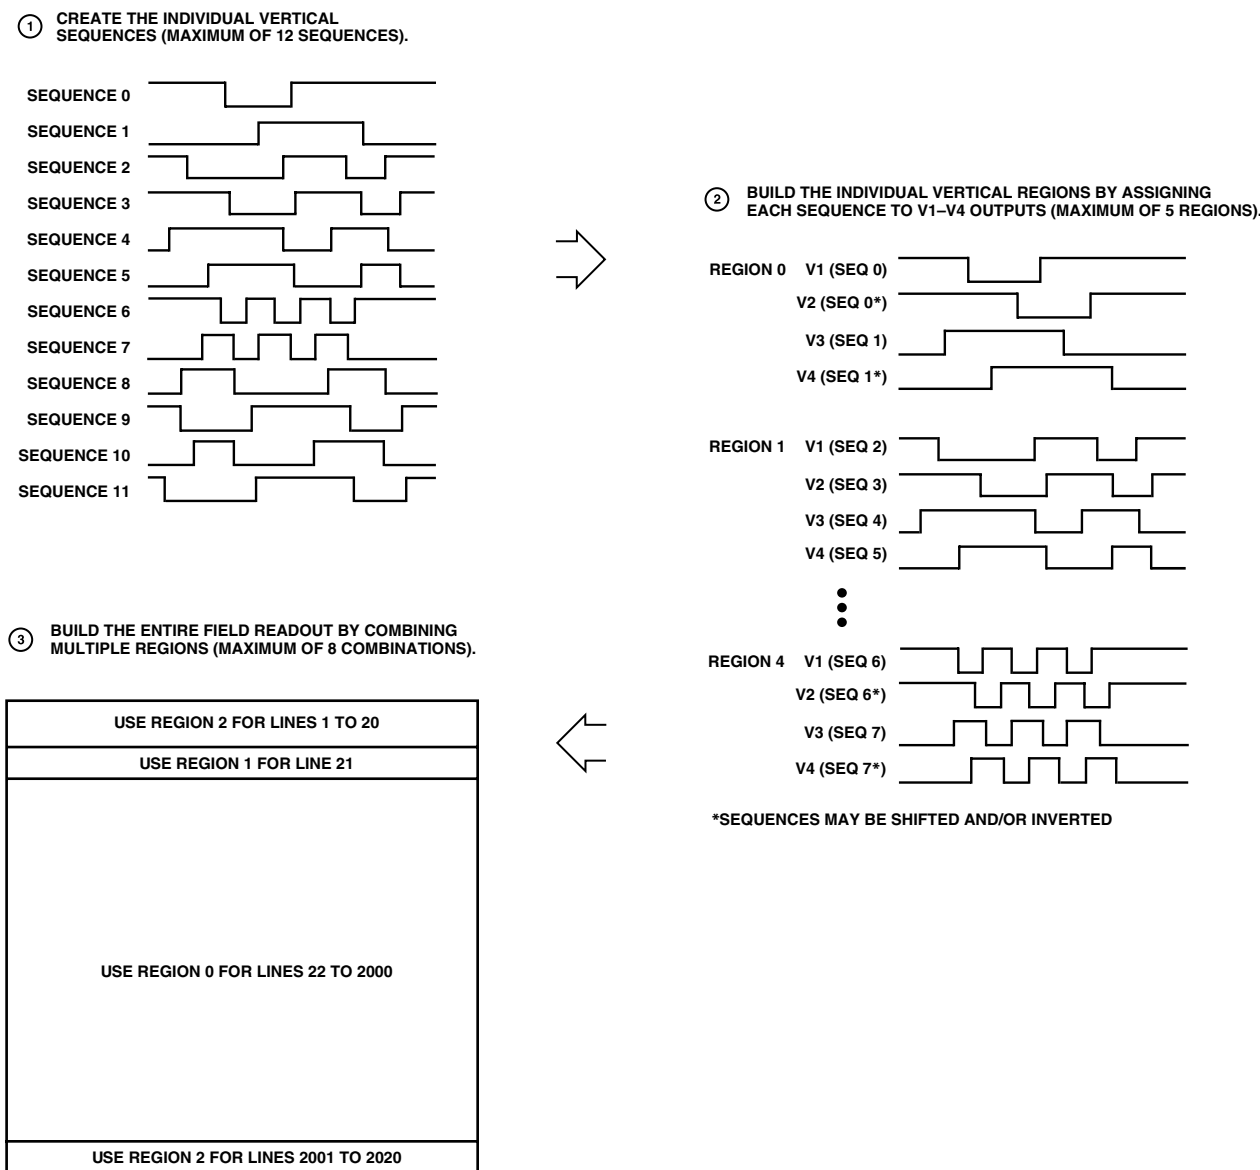 1 CREATE THE INDIVIDUAL VERTICAL
SEQUENCES (MAXIMUM OF 12 SEQUENCES).
SEQUENCE 0
SEQUENCE 1
SEQUENCE 2
SEQUENCE 3
SEQUENCE 4
SEQUENCE 5
SEQUENCE 6
SEQUENCE 7
SEQUENCE 8
SEQUENCE 9
SEQUENCE 10
SEQUENCE 11
2 BUILD THE INDIVIDUAL VERTICAL REGIONS BY ASSIGNING
EACH SEQUENCE TO V1–V4 OUTPUTS (MAXIMUM OF 5 REGIONS).
REGION 0 V1 (SEQ 0)
V2 (SEQ 0*)
V3 (SEQ 1)
V4 (SEQ 1*)
REGION 1 V1 (SEQ 2)
V2 (SEQ 3)
V3 (SEQ 4)
V4 (SEQ 5)
REGION 4 V1 (SEQ 6)
V2 (SEQ 6*)
V3 (SEQ 7)
V4 (SEQ 7*)
*SEQUENCES MAY BE SHIFTED AND/OR INVERTED
3 BUILD THE ENTIRE FIELD READOUT BY COMBINING
MULTIPLE REGIONS (MAXIMUM OF 8 COMBINATIONS).
USE REGION 2 FOR LINES 1 TO 20
USE REGION 1 FOR LINE 21
USE REGION 0 FOR LINES 22 TO 2000
USE REGION 2 FOR LINES 2001 TO 2020